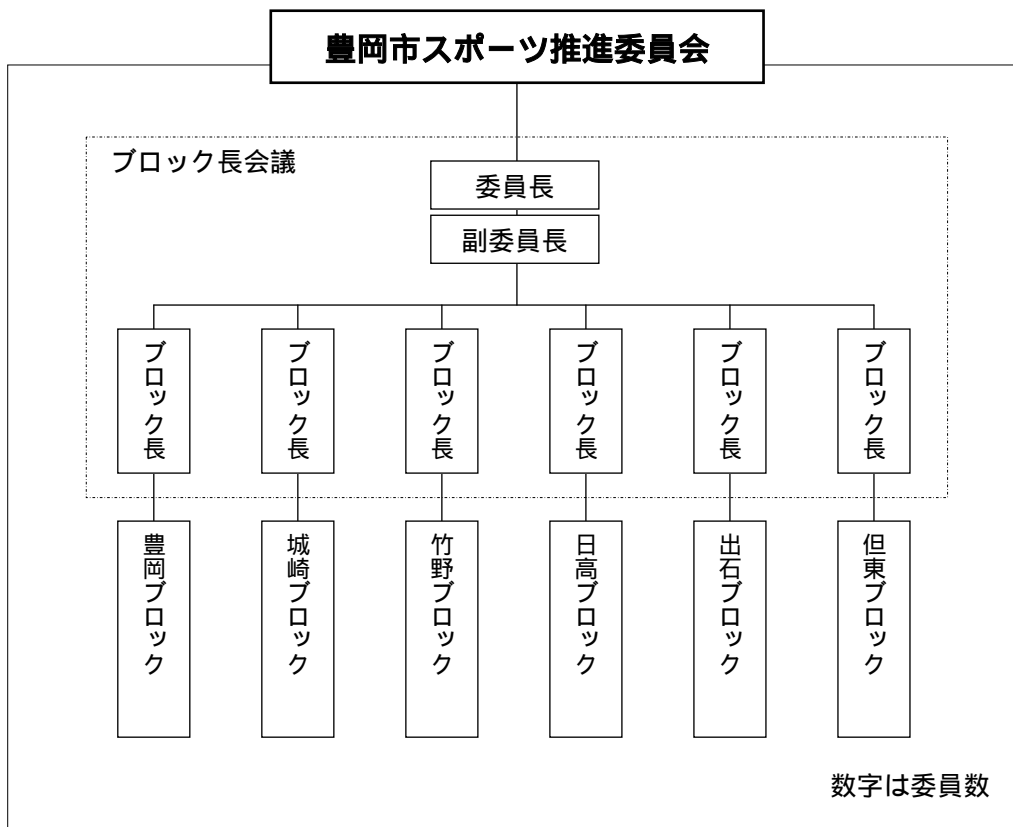 豊岡市スポーツ推進委員会
ブロック長会議
委員長
副委員長
ブロック長
ブロック長
ブロック長
ブロック長
ブロック長
ブロック長
豊岡ブロック
城崎ブロック
竹野ブロック
日高ブロック
出石ブロック
但東ブロック
数字は委員数